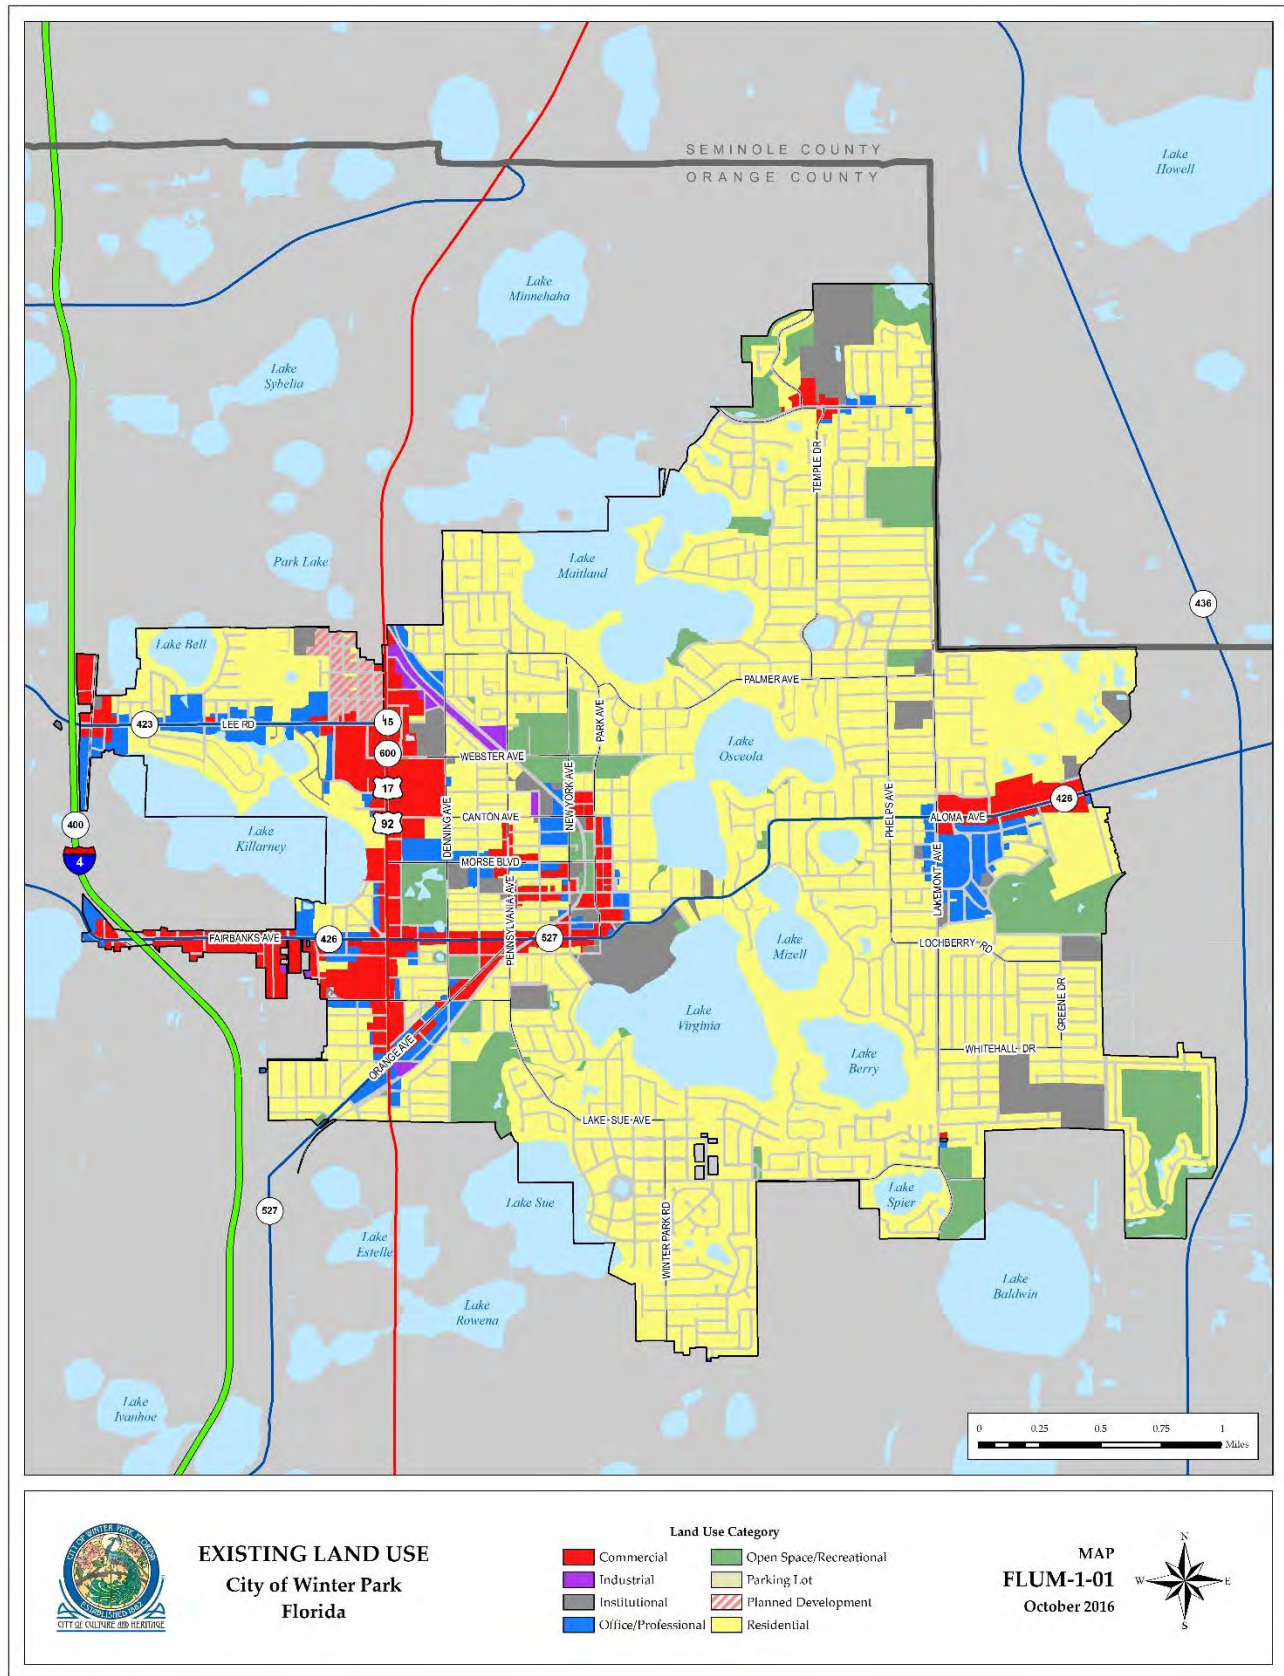 SEMINOLE COUNTY
ORANGE COUNTY
Lake
Howell
Lake
Minnehaha
Lake
Sybelia
TEMPLE DR
Lake
Maitland
Park Lake
436
Lake Bell
PALMER AVE
423
LEE RD
15
PARK AVE
600
WEBSTER AVE
Lake
Osceola
17
NEW YORK AVE
PHELPS AVE
426
400
92
DENNING AVE
CANTON AVE
ALOMA AVE
Lake
Killarney
4
MORSE BLVD
LAKEMONT AVE
PENNSYLVANIA AVE
FAIRBANKS AVE
426
527
Lake
Mizell
LOCHBERRY RD
GREENE DR
Lake
Virginia
ORANGE AVE
Lake
Berry
WHITEHALL DR
LAKE SUE AVE
527
Lake Sue
Lake
Spier
WINTER PARK RD
Lake
Estelle
Lake
Rowena
Lake
Baldwin
Lake
Ivanhoe
0 0.25 0.5 0.75 1
Miles
CITY OF WINTER PARK, FLORIDA
ESTABLISHED 1882
CITY OF CULTURE AND HERITAGE
EXISTING LAND USE
City of Winter Park
Florida
Land Use Category
Commercial
Industrial
Institutional
Office/Professional
Open Space/Recreational
Parking Lot
Planned Development
Residential
MAP
FLUM-1-01
October 2016
N
W E
S